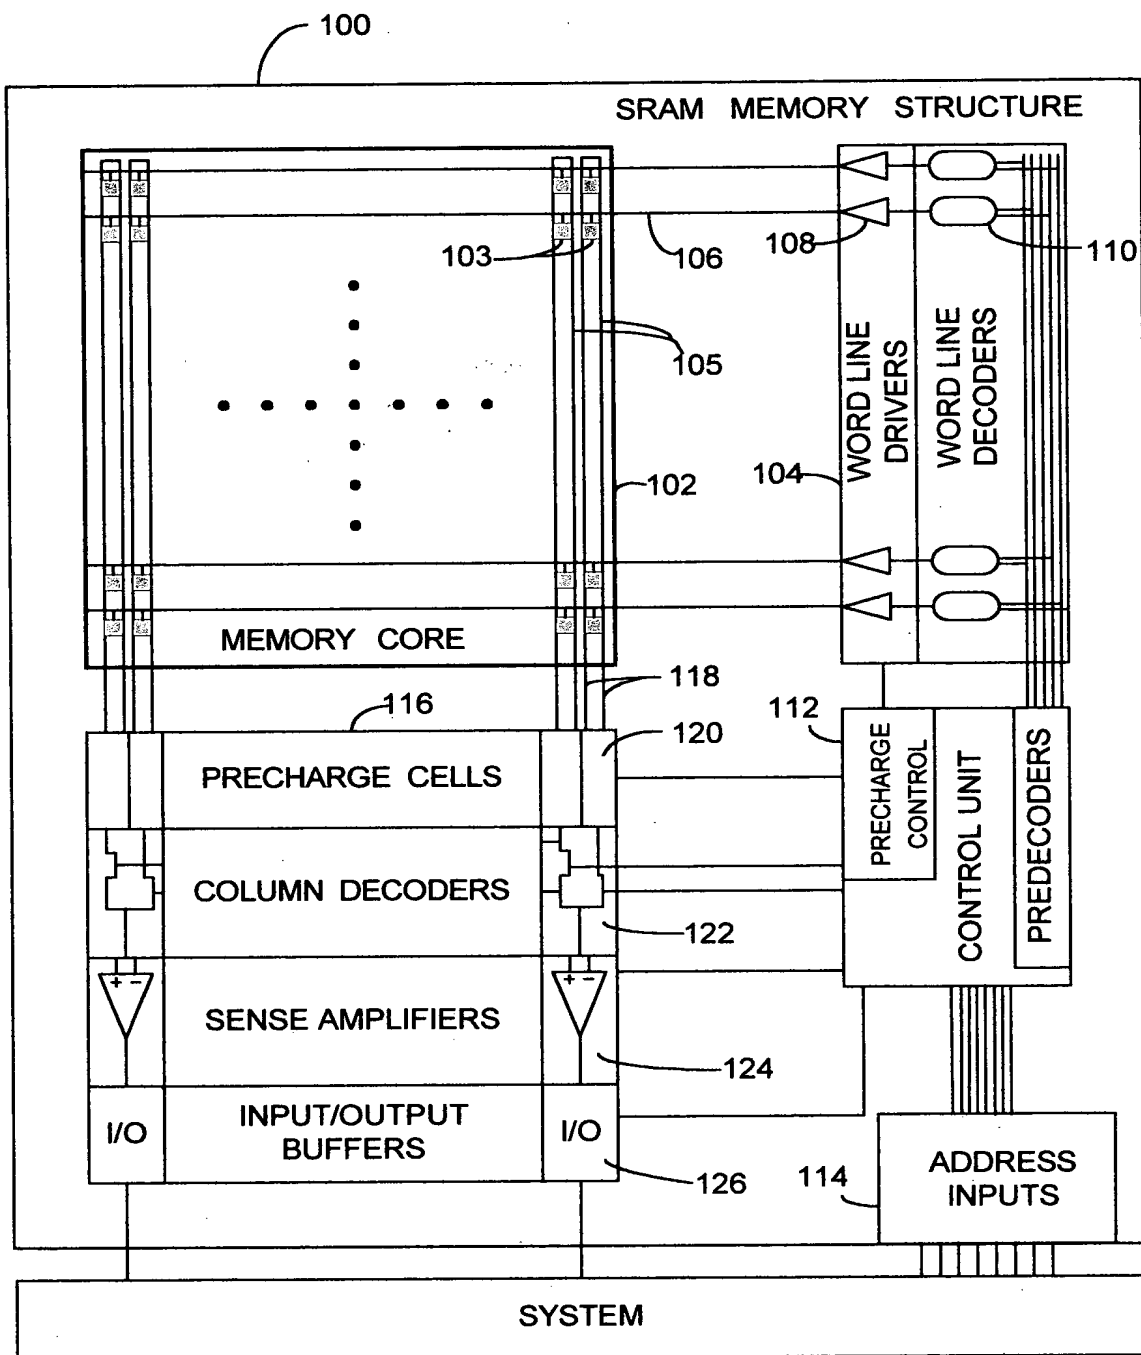 100
SRAM MEMORY STRUCTURE
103
106
108
110
105
WORD LINE
DRIVERS
WORD LINE
DECODERS
102
104
MEMORY CORE
118
116
120
112
PRECHARGE CELLS
PRECHARGE
CONTROL
CONTROL UNIT
PREDECODERS
COLUMN DECODERS
122
+ −
SENSE AMPLIFIERS
+ −
124
I/O
INPUT/OUTPUT
BUFFERS
I/O
126
114
ADDRESS
INPUTS
SYSTEM